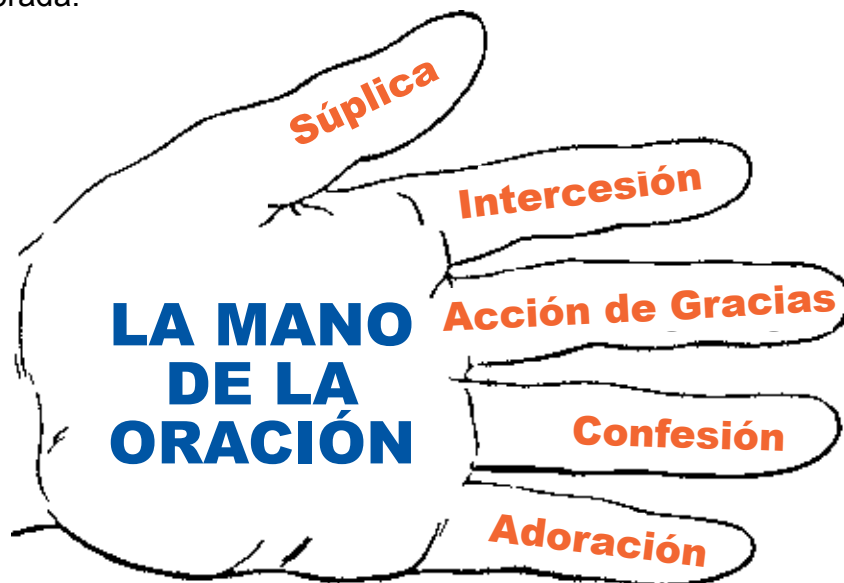 Súplica
Intercesión
Acción de Gracias
LA MANO
DE LA
ORACIÓN
Confesión
Adoración